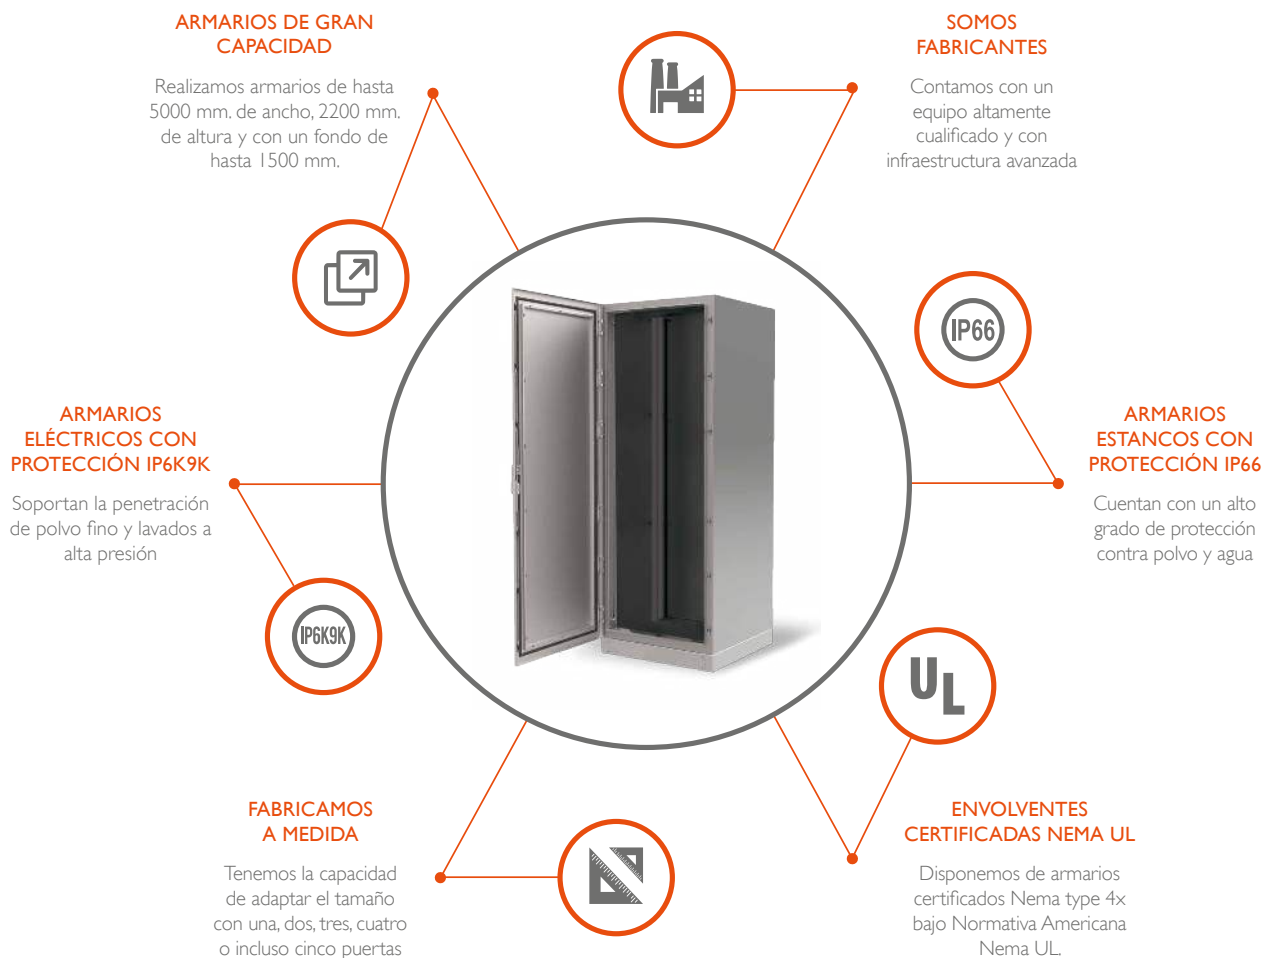 ARMARIOS DE GRAN
CAPACIDAD
Realizamos armarios de hasta
5000 mm. de ancho, 2200 mm.
de altura y con un fondo de
hasta 1500 mm.
SOMOS
FABRICANTES
Contamos con un
equipo altamente
cualificado y con
infraestructura avanzada
IP66
ARMARIOS
ELÉCTRICOS CON
PROTECCIÓN IP6K9K
Soportan la penetración
de polvo fino y lavados a
alta presión
IP6K9K
ARMARIOS
ESTANCOS CON
PROTECCIÓN IP66
Cuentan con un alto
grado de protección
contra polvo y agua
UL
FABRICAMOS
A MEDIDA
Tenemos la capacidad
de adaptar el tamaño
con una, dos, tres, cuatro
o incluso cinco puertas
ENVOLVENTES
CERTIFICADAS NEMA UL
Disponemos de armarios
certificados Nema type 4x
bajo Normativa Americana
Nema UL.